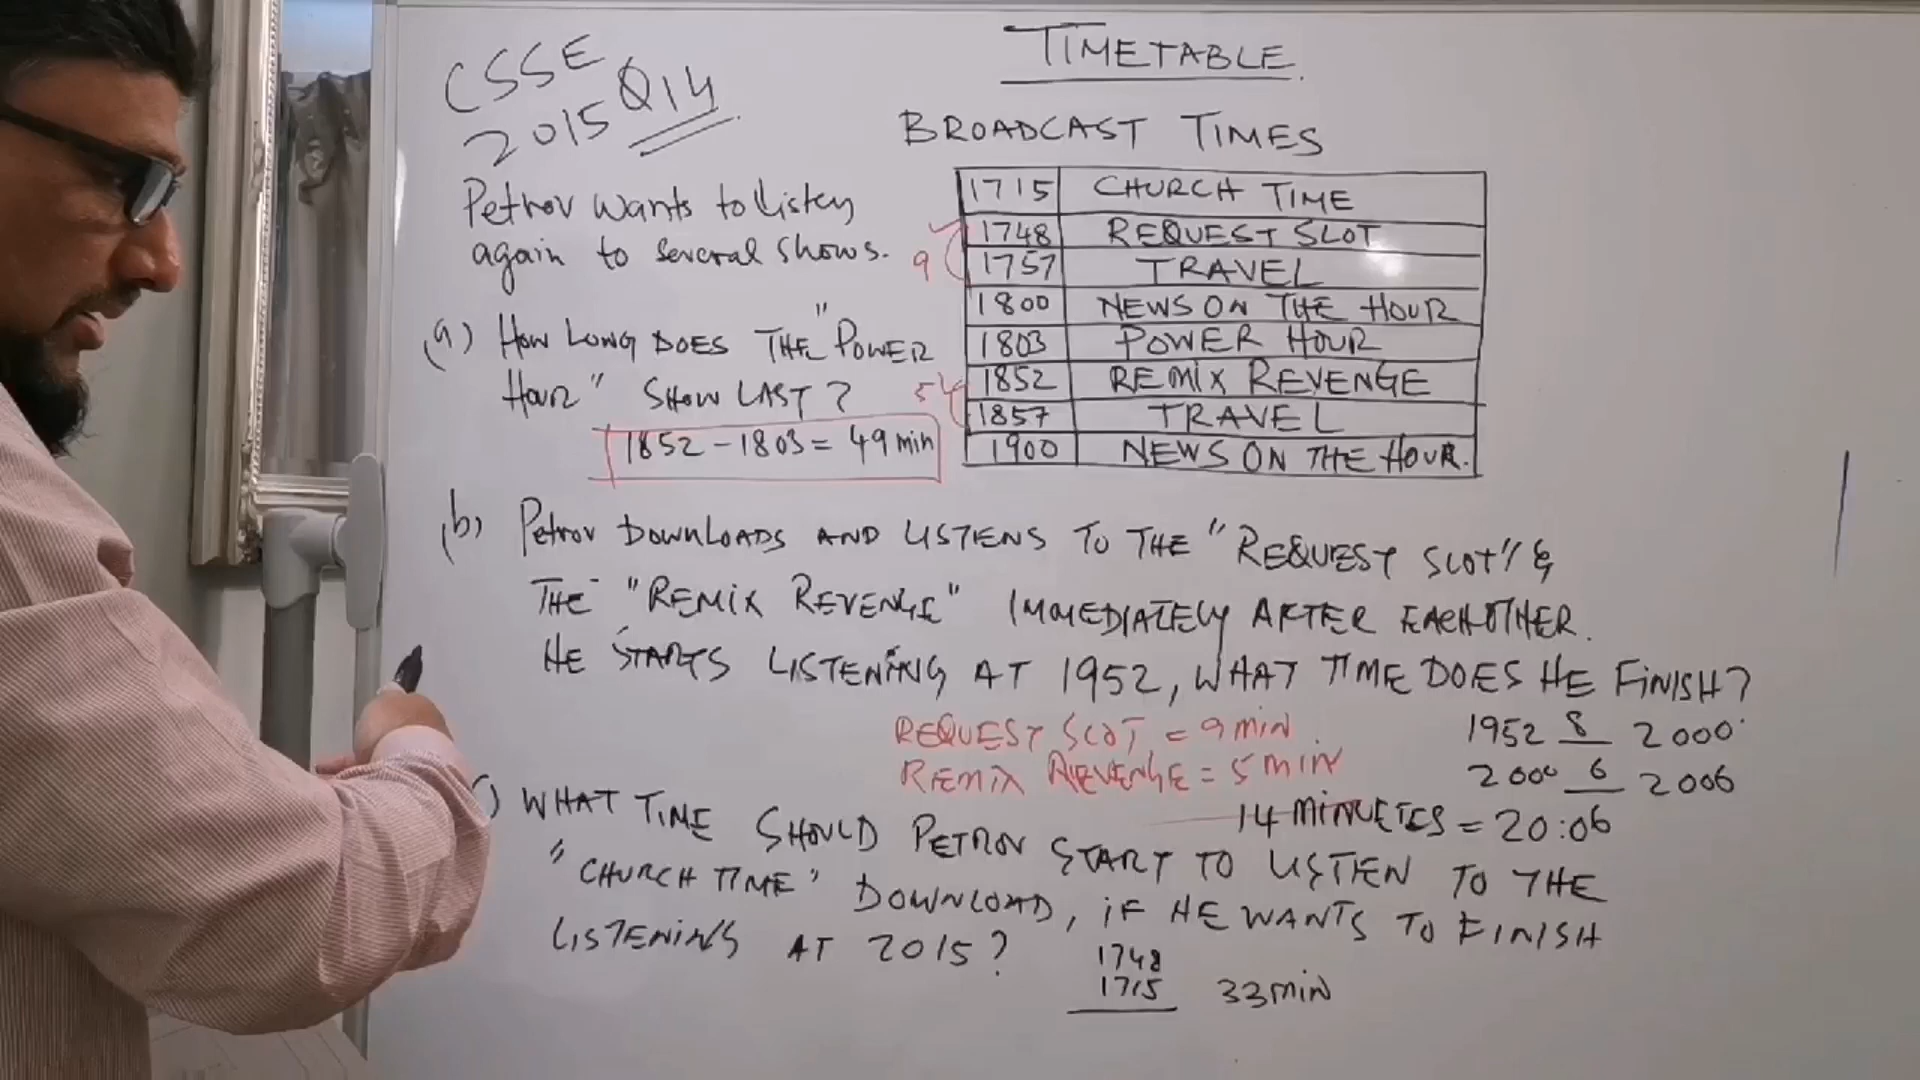 CSSE
2015 Q14
TIMETABLE.
BROADCAST TIMES
1715 CHURCH TIME
1748 REQUEST SLOT
1757 TRAVEL
1800 NEWS ON THE HOUR
1803 POWER HOUR
1852 REMIX REVENGE
1857 TRAVEL
1900 NEWS ON THE HOUR.
9
5
Petrov wants to listen
again to several shows.
(a) HOW LONG DOES THE "POWER
HOUR" SHOW LAST?
1852 - 1803 = 49 min
(b) Petrov DOWNLOADS AND LISTENS TO THE "REQUEST SLOT" &
THE "REMIX REVENGE" IMMEDIATELY AFTER EACH OTHER.
HE STARTS LISTENING AT 1952, WHAT TIME DOES HE FINISH?
REQUEST SLOT = 9 min.
REMIX REVENGE = 5 MIN
1952 8 2000
2000 6 2006
14 MINUETES = 20:06
) WHAT TIME SHOULD PETROV START TO LISTEN TO THE
"CHURCH TIME" DOWNLOAD, IF HE WANTS TO FINISH
LISTENING AT 2015?
1748
1715 33 min